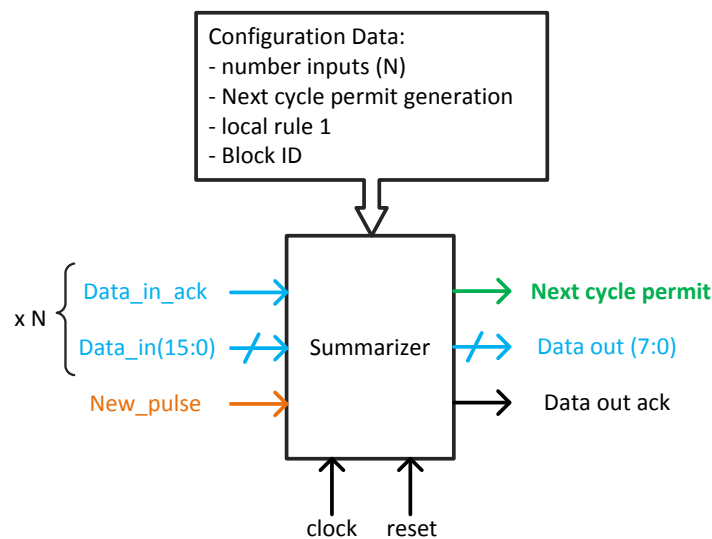 Configuration Data:
- number inputs (N)
- Next cycle permit generation
- local rule 1
- Block ID
x N
Data_in_ack
Data_in(15:0)
New_pulse
Summarizer
Next cycle permit
Data out (7:0)
Data out ack
clock
reset